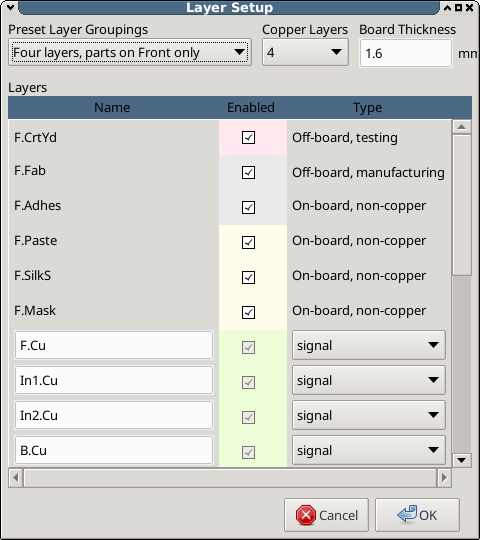 Layer Setup
Preset Layer Groupings Copper Layers Board Thickness
Four layers, parts on Front only 4 1.6 mm
Layers
Name Enabled Type
F.CrtYd Off-board, testing
F.Fab Off-board, manufacturing
F.Adhes On-board, non-copper
F.Paste On-board, non-copper
F.SilkS On-board, non-copper
F.Mask On-board, non-copper
F.Cu signal
In1.Cu signal
In2.Cu signal
B.Cu signal
Cancel OK